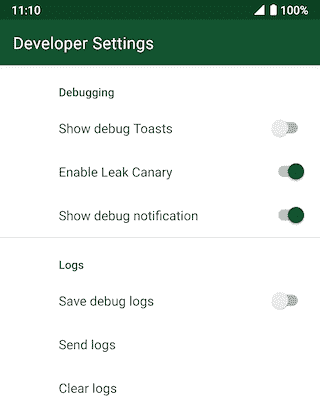 11:10 100%
Developer Settings
Debugging
Show debug Toasts
Enable Leak Canary
Show debug notification
Logs
Save debug logs
Send logs
Clear logs